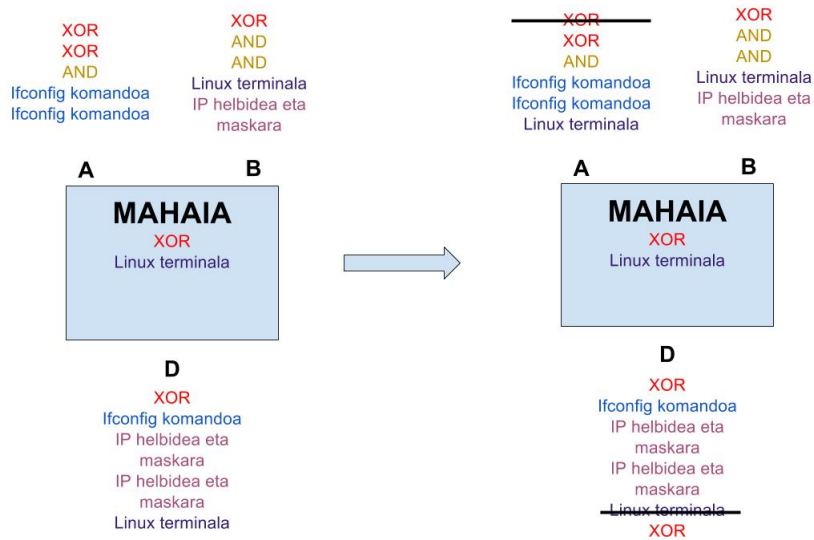 XOR
XOR
AND
Ifconfig komandoa
Ifconfig komandoa
XOR
AND
AND
Linux terminala
IP helbidea eta
maskara
A
B
MAHAIA
XOR
Linux terminala
D
XOR
Ifconfig komandoa
IP helbidea eta
maskara
IP helbidea eta
maskara
Linux terminala
XOR
XOR
AND
Ifconfig komandoa
Ifconfig komandoa
Linux terminala
XOR
AND
AND
Linux terminala
IP helbidea eta
maskara
A
B
MAHAIA
XOR
Linux terminala
D
XOR
Ifconfig komandoa
IP helbidea eta
maskara
IP helbidea eta
maskara
Linux terminala
XOR